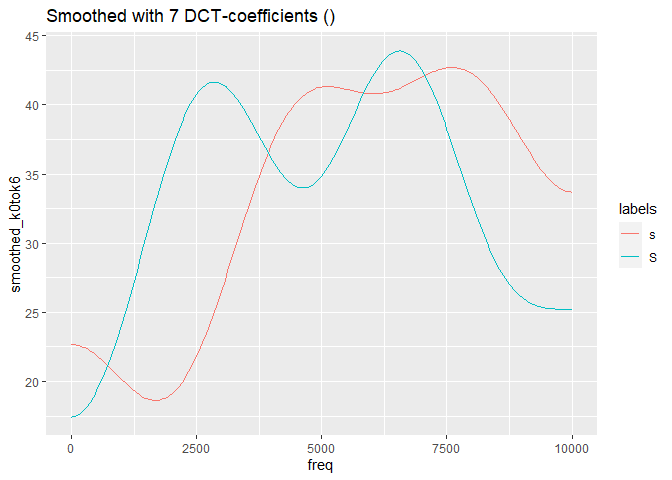 Smoothed with 7 DCT-coefficients ()
45
40
35
30
25
20
smoothed_k0tok6
0
2500
5000
7500
10000
freq
labels
s
S